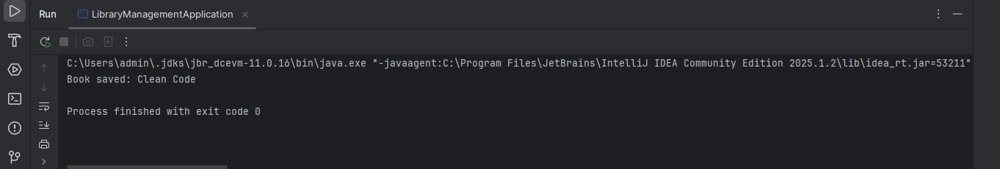 Run LibraryManagementApplication
C:\Users\admin\.jdks\jbr_dcevm-11.0.16\bin\java.exe "-javaagent:C:\Program Files\JetBrains\IntelliJ IDEA Community Edition 2025.1.2\lib\idea_rt.jar=53211"
Book saved: Clean Code
Process finished with exit code 0